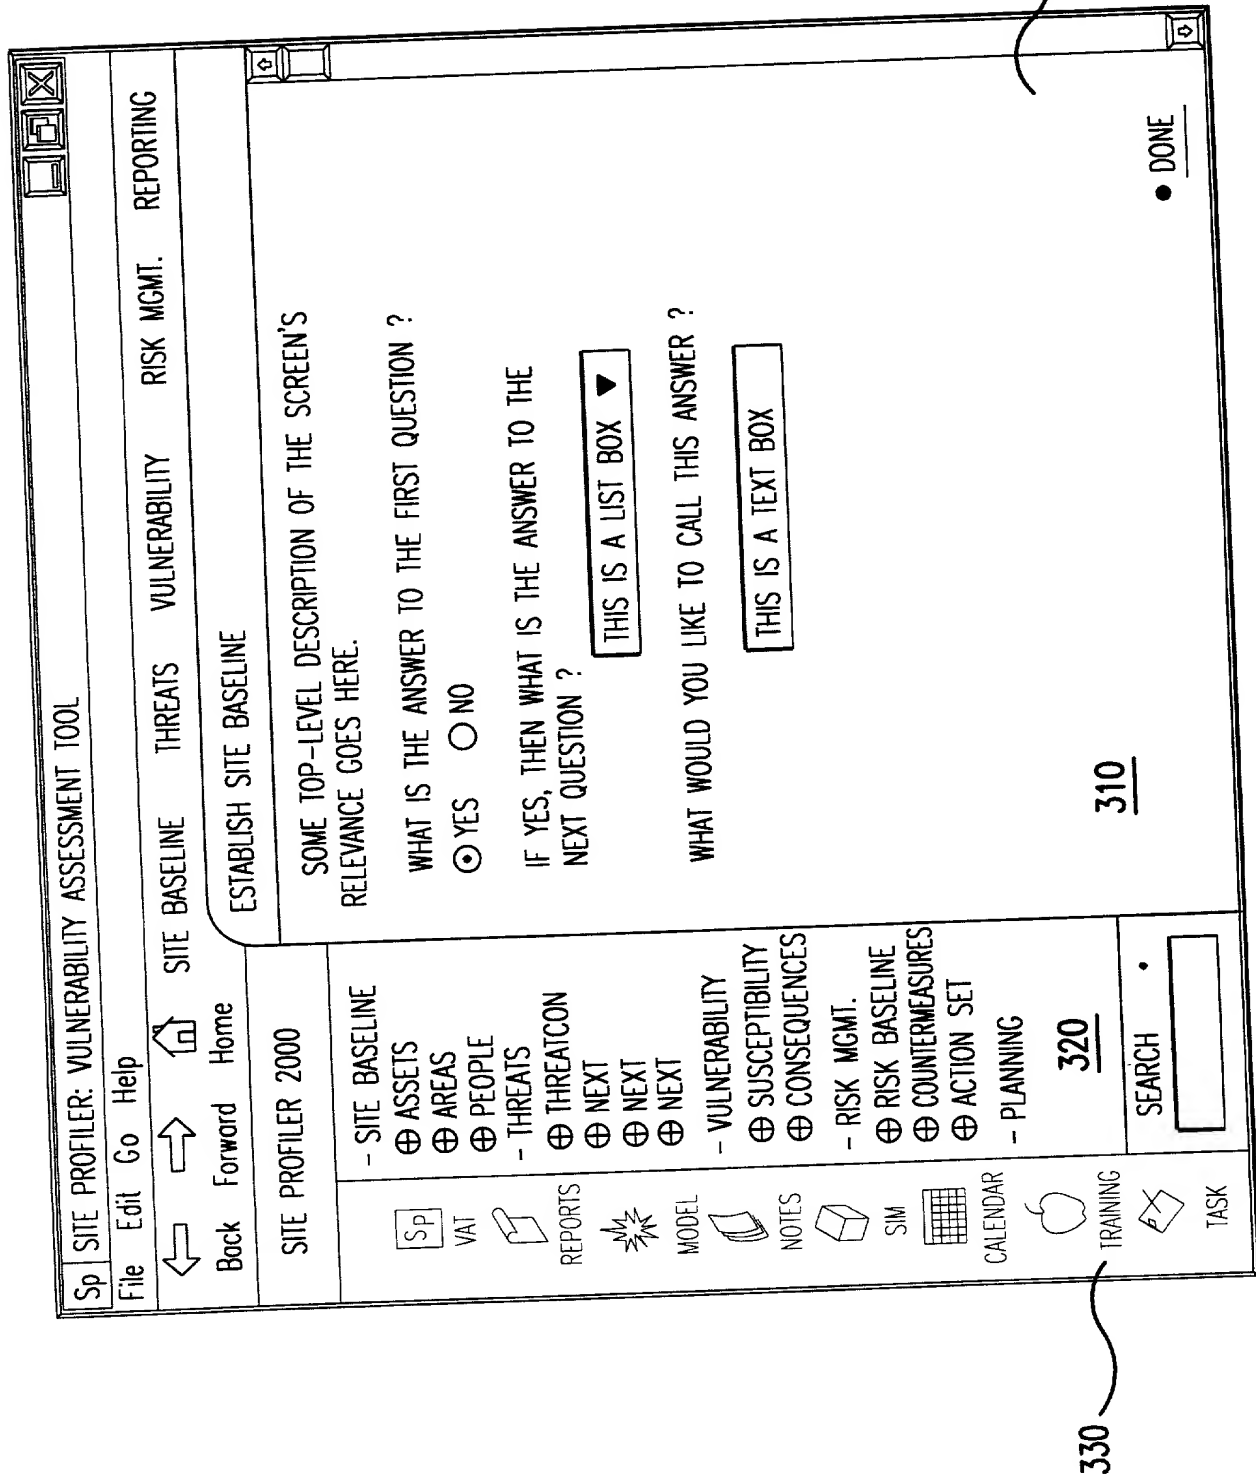 Sp SITE PROFILER: VULNERABILITY ASSESSMENT TOOL
File Edit Go Help
Back Forward Home
SITE BASELINE THREATS VULNERABILITY RISK MGMT. REPORTING
SITE PROFILER 2000
ESTABLISH SITE BASELINE
Sp
VAT
REPORTS
MODEL
NOTES
SIM
CALENDAR
TRAINING
TASK
- SITE BASELINE
⊕ ASSETS
⊕ AREAS
⊕ PEOPLE
- THREATS
⊕ THREATCON
⊕ NEXT
⊕ NEXT
⊕ NEXT
- VULNERABILITY
⊕ SUSCEPTIBILITY
⊕ CONSEQUENCES
- RISK MGMT.
⊕ RISK BASELINE
⊕ COUNTERMEASURES
⊕ ACTION SET
- PLANNING
320
SEARCH
SOME TOP-LEVEL DESCRIPTION OF THE SCREEN'S
RELEVANCE GOES HERE.
WHAT IS THE ANSWER TO THE FIRST QUESTION ?
YES NO
IF YES, THEN WHAT IS THE ANSWER TO THE
NEXT QUESTION ?
THIS IS A LIST BOX ▼
WHAT WOULD YOU LIKE TO CALL THIS ANSWER ?
THIS IS A TEXT BOX
310
• DONE
330